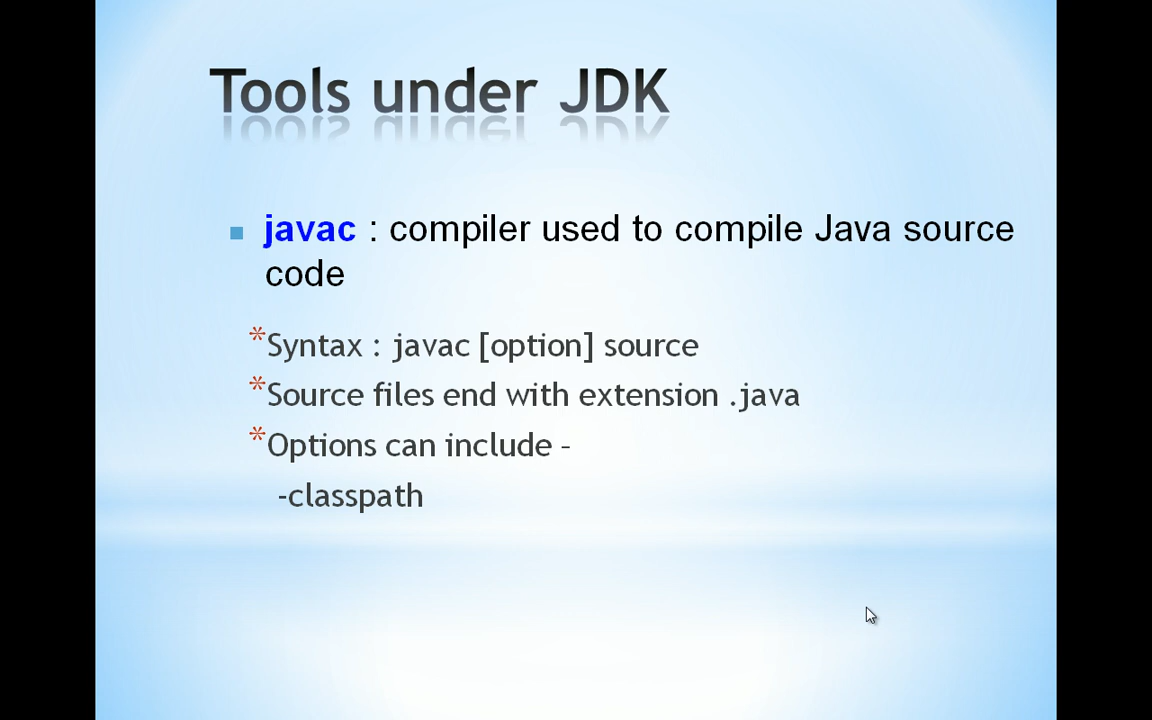 Tools under JDK
javac : compiler used to compile Java source
code
*Syntax : javac [option] source
*Source files end with extension .java
*Options can include –
-classpath